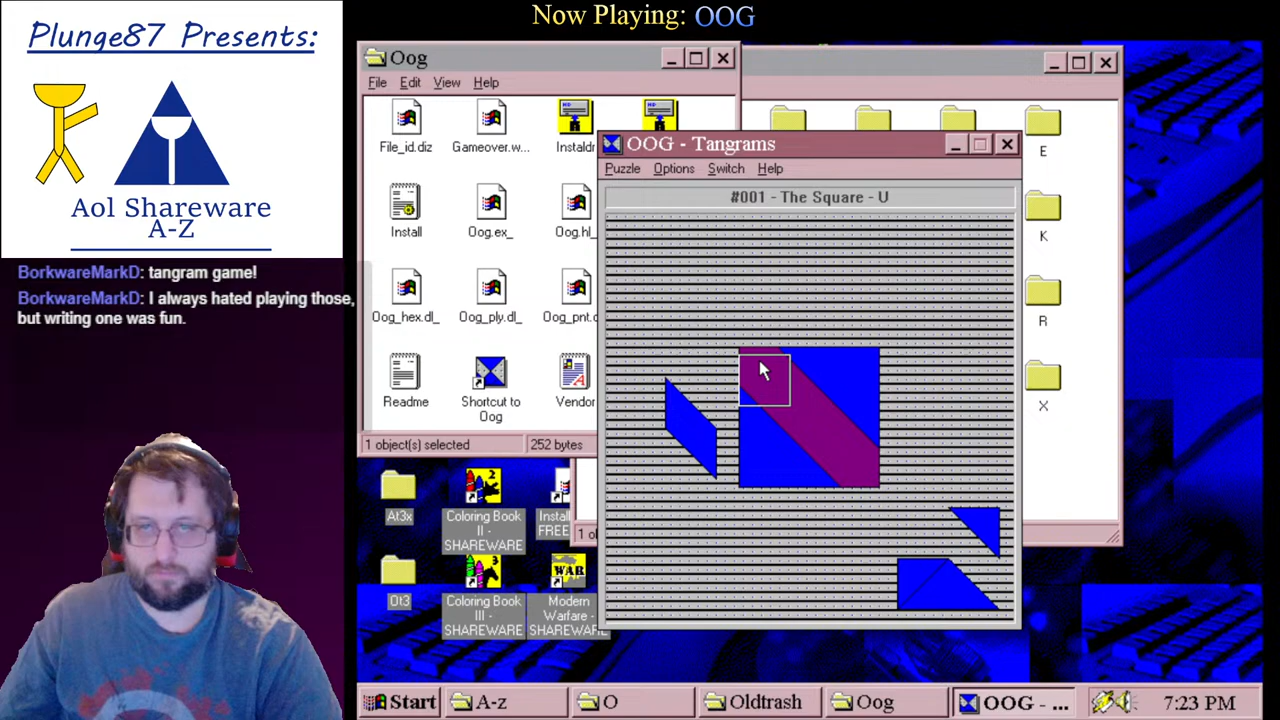 Plunge87 Presents:
Aol Shareware
A-Z
Now Playing: OOG
BorkwareMarkD: tangram game!
BorkwareMarkD: I always hated playing those,
but writing one was fun.
Oog
File Edit View Help
File_id.diz
Gameover.w...
Install
Oog.ex_
Oog.hl_
Oog_hex.dl_
Oog_ply.dl_
Readme
Shortcut to
Oog
Vendor
1 object(s) selected
252 bytes
OOG - Tangrams
Puzzle Options Switch Help
#001 - The Square - U
E
K
R
X
At3x
Coloring Book
II -
SHAREWARE
Ot3
Coloring Book
III -
SHAREWARE
WAR
Modern
Warfare -
SHAREWARE
Start
A-z
O
Oldtrash
Oog
OOG - ...
7:23 PM